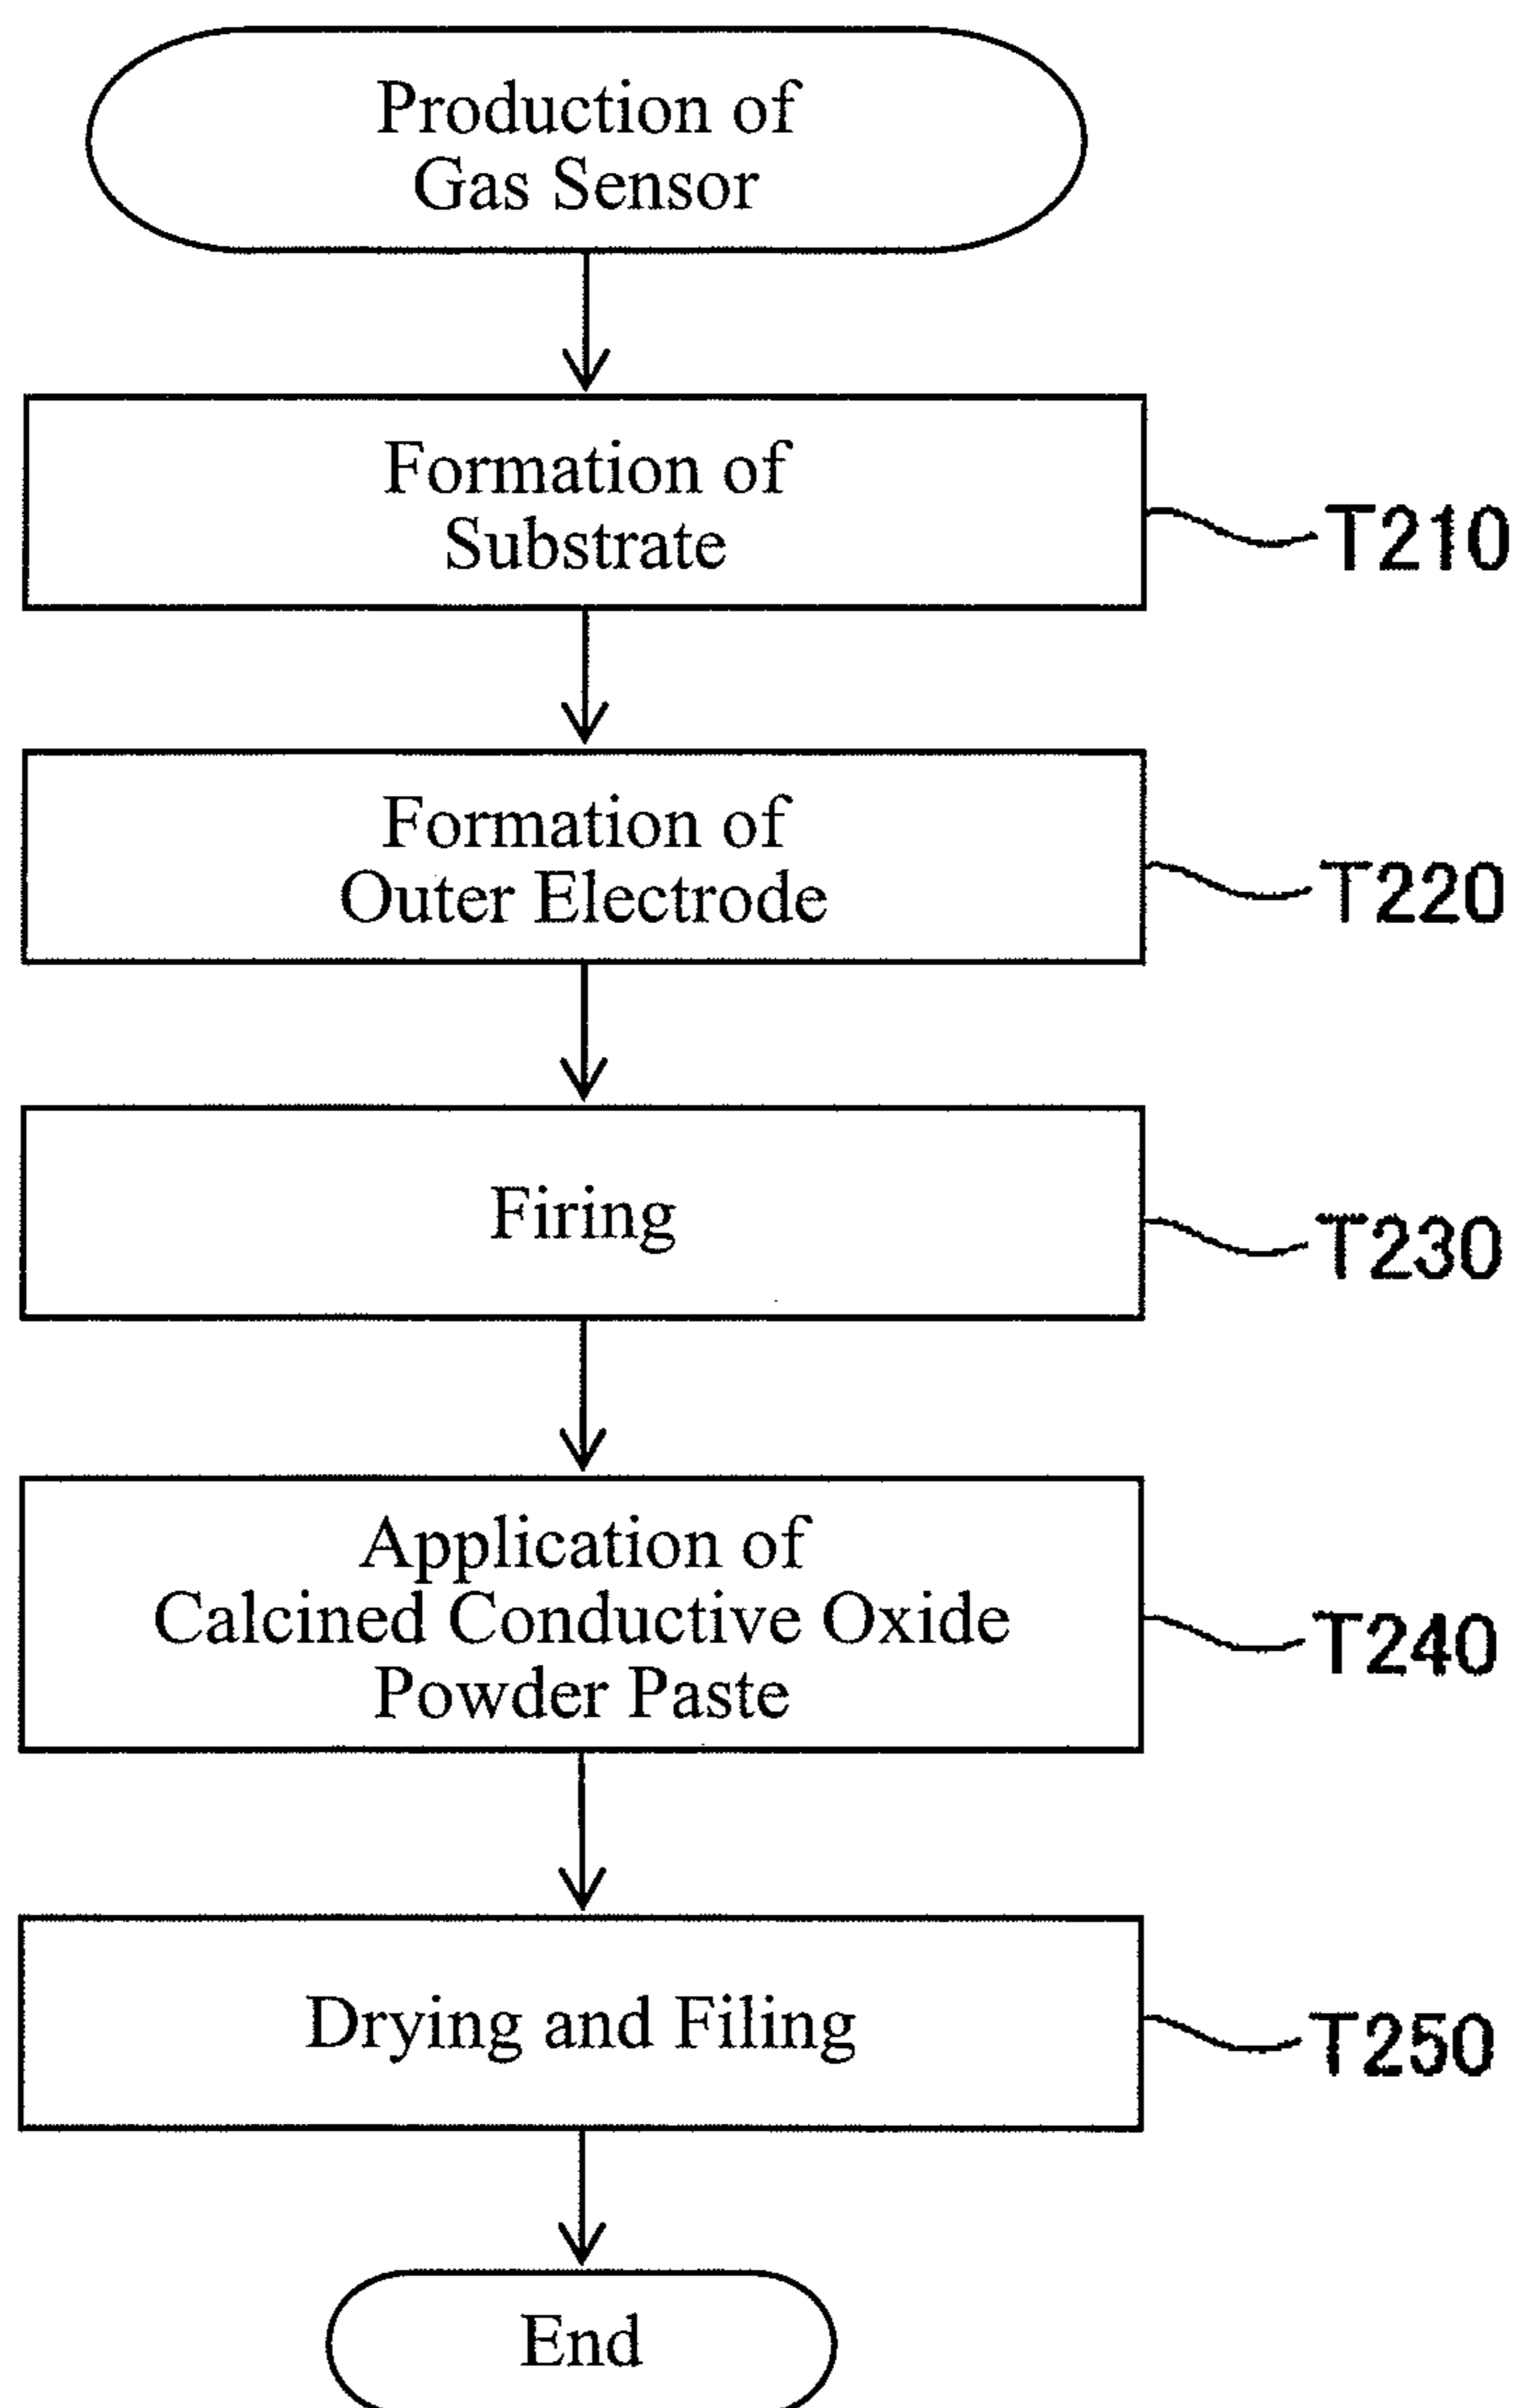 Production of
Gas Sensor
Formation of
Substrate
T210
Formation of
Outer Electrode
T220
Firing
T230
Application of
Calcined Conductive Oxide
Powder Paste
T240
Drying and Filing
T250
End